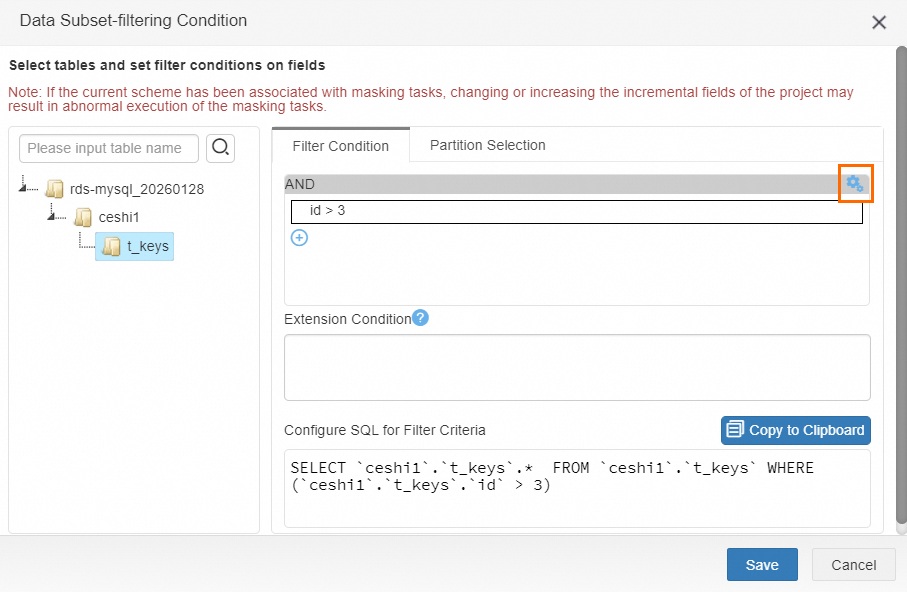 Data Subset-filtering Condition
Select tables and set filter conditions on fields
Note: If the current scheme has been associated with masking tasks, changing or increasing the incremental fields of the project may
result in abnormal execution of the masking tasks.
Please input table name
rds-mysql_20260128
ceshi1
t_keys
Filter Condition
Partition Selection
AND
id > 3
Extension Condition
?
Configure SQL for Filter Criteria
Copy to Clipboard
SELECT `ceshi1`.`t_keys`.*  FROM `ceshi1`.`t_keys` WHERE
(`ceshi1`.`t_keys`.`id` > 3)
Save
Cancel